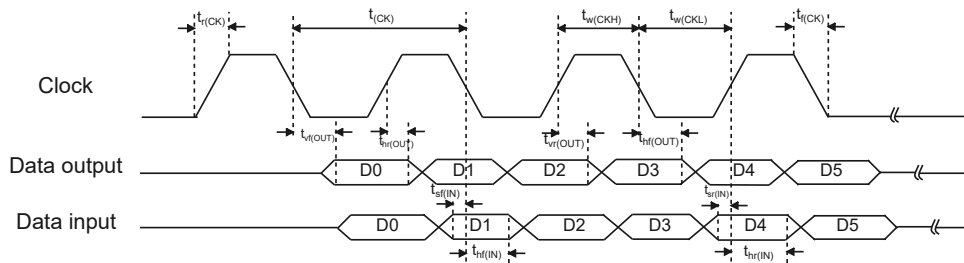 tr(CK) t(CK) tw(CKH) tw(CKL) tf(CK)
Clock
tvf(OUT) thr(OUT) tvr(OUT) thf(OUT)
Data output D0 D1 D2 D3 D4 D5
tsf(IN) tsr(IN)
Data input D0 D1 D2 D3 D4 D5
thf(IN) thr(IN)